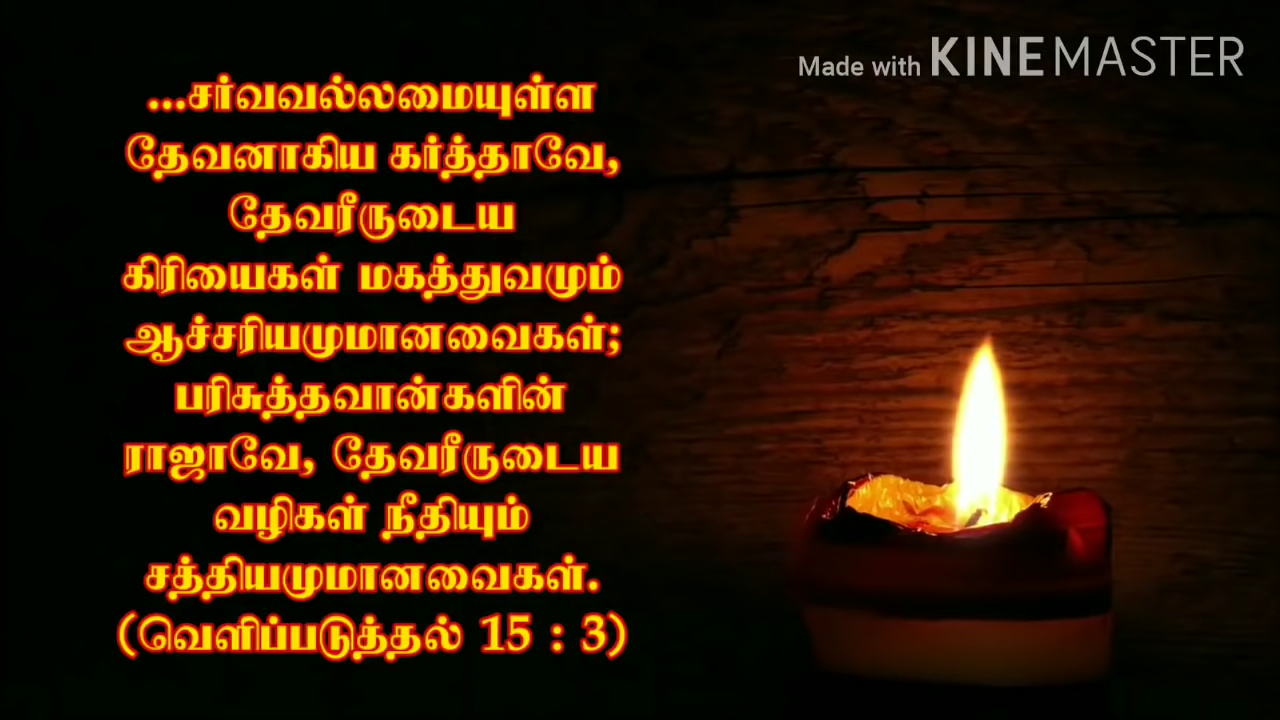 Made with KINEMASTER
...சர்வவல்லமையுள்ள
தேவனாகிய கர்த்தாவே,
தேவரீருடைய
கிரியைகள் மகத்துவமும்
ஆச்சரியமுமானவைகள்;
பரிசுத்தவான்களின்
ராஜாவே, தேவரீருடைய
வழிகள் நீதியும்
சத்தியமுமானவைகள்.
(வெளிப்படுத்தல் 15 : 3)